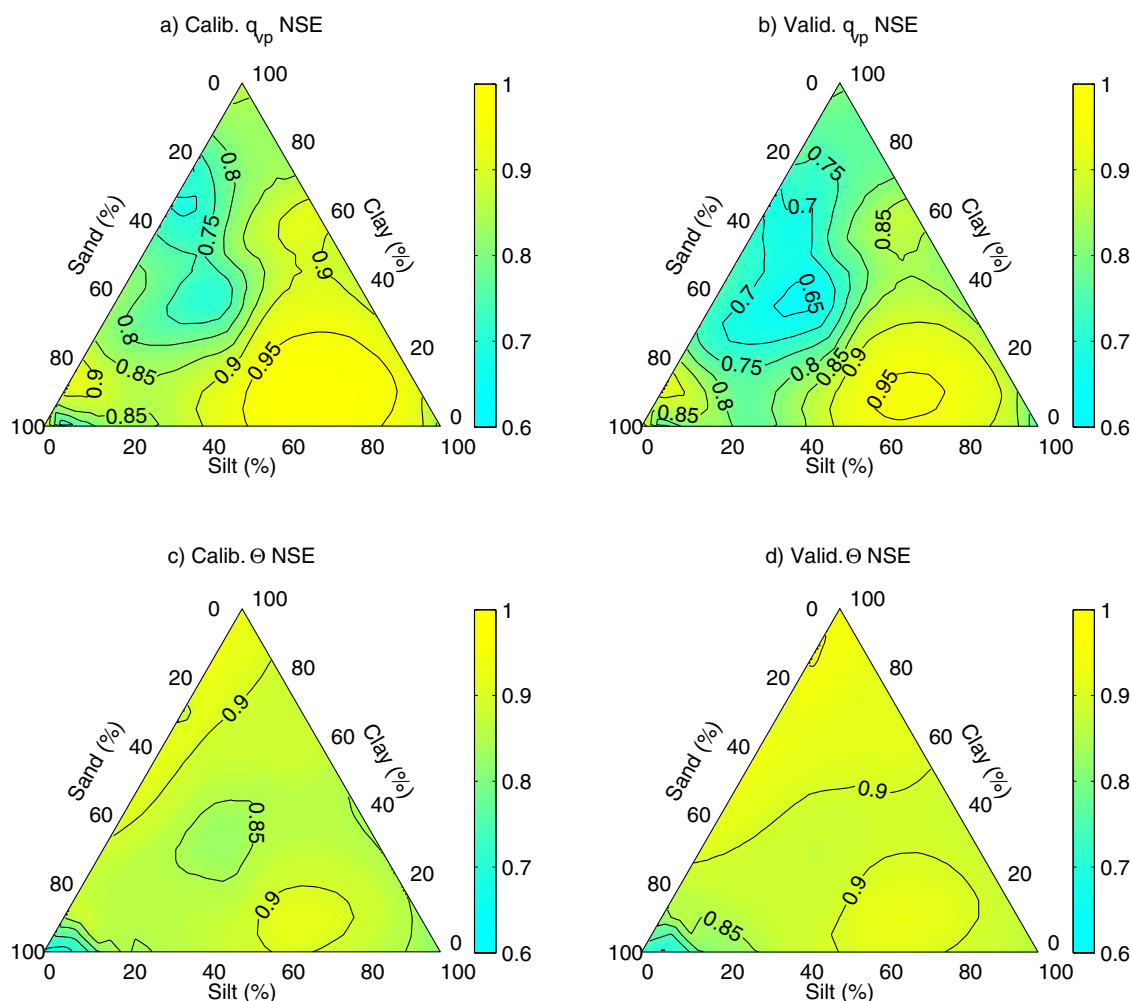 a) Calib. q_vp NSE
b) Valid. q_vp NSE
0 100 1
0 100 1
20 80 0.9
20 80 0.9
0.8
0.75
40 60 0.75
40 60 0.7 0.85
Sand (%) Clay (%)
Sand (%) Clay (%)
0.8
0.8
60 40 0.9
60 40 0.7 0.65
0.8 0.7
0.7
80 20 0.85 0.9 0.95
80 20 0.75 0.8 0.85 0.9
0.9 0.85
0.95 0.8 0.85
100 0 0.6
100 0 0.6
0 20 40 60 80 100
0 20 40 60 80 100
Silt (%)
Silt (%)
c) Calib. Θ NSE
d) Valid. Θ NSE
0 100 1
0 100 1
20 80 0.9
20 80 0.9
0.9
40 60
40 60
Sand (%) Clay (%)
Sand (%) Clay (%)
0.8
0.9 0.8
60 40 0.85
60 40
0.7
0.7
80 20 0.9
80 20 0.9
0.85
100 0 0.6
100 0 0.6
0 20 40 60 80 100
0 20 40 60 80 100
Silt (%)
Silt (%)